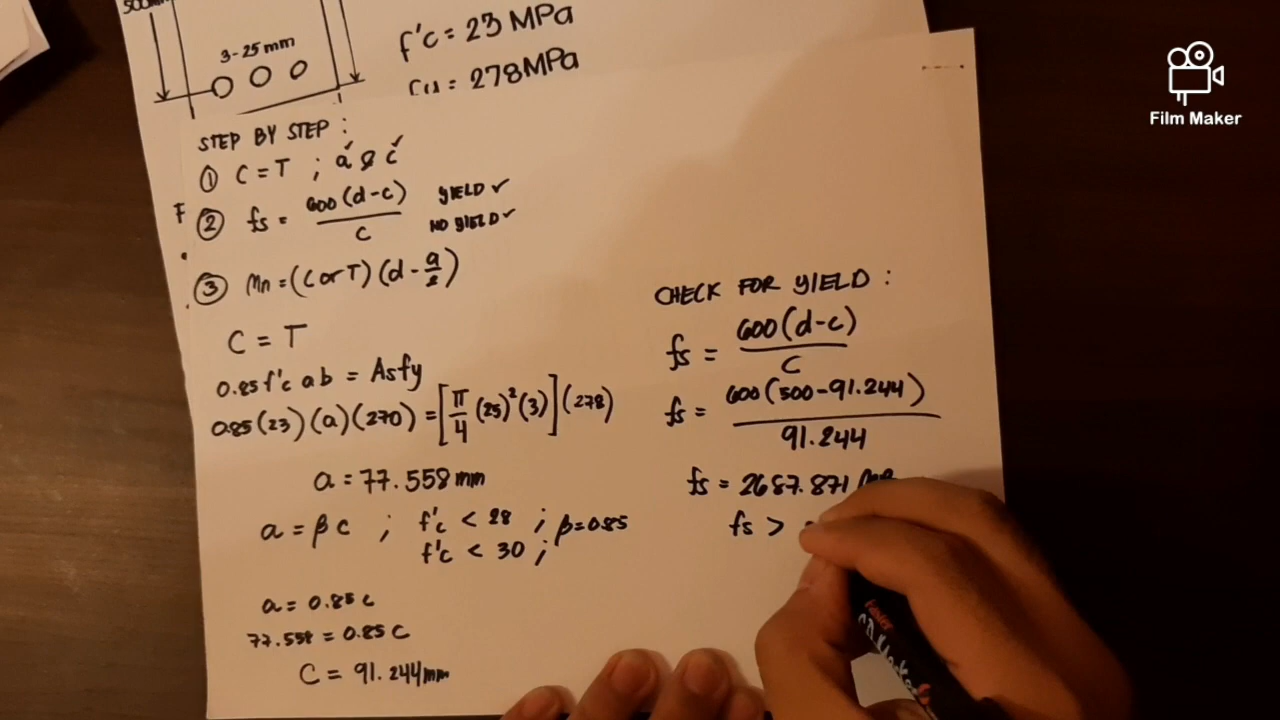 3-25 mm
f'c = 23 MPa
= 278MPa
Film Maker
STEP BY STEP :
① C = T ; a & c
② fs = 600(d-c) / c YIELD ✓
NO YIELD ✓
③ Mn = (C or T) (d - a/2)
C = T
0.85 f'c ab = Asfy
0.85(23)(a)(270) = [π/4 (25)²(3)](278)
a = 77.558 mm
a = βc ; f'c < 28 ; β=0.85
f'c < 30 ;
a = 0.85 c
77.558 = 0.85 C
C = 91.244mm
CHECK FOR YIELD :
fs = 600(d-c) / C
fs = 600(500-91.244) / 91.244
fs = 2687.871
fs >